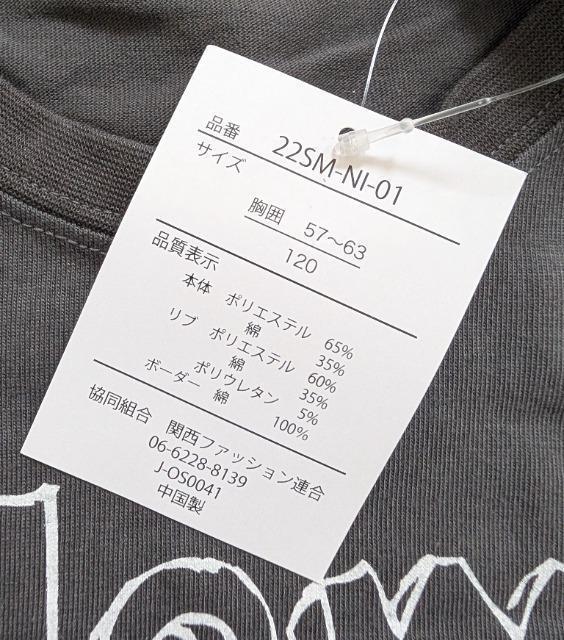 品番 22SM-NI-01
サイズ
胸囲 57～63
120
品質表示
本体 ポリエステル 65%
綿 35%
リブ ポリエステル 60%
綿 35%
ポリウレタン 5%
ボーダー 綿 100%
協同組合 関西ファッション連合
06-6228-8139
J-OS0041
中国製